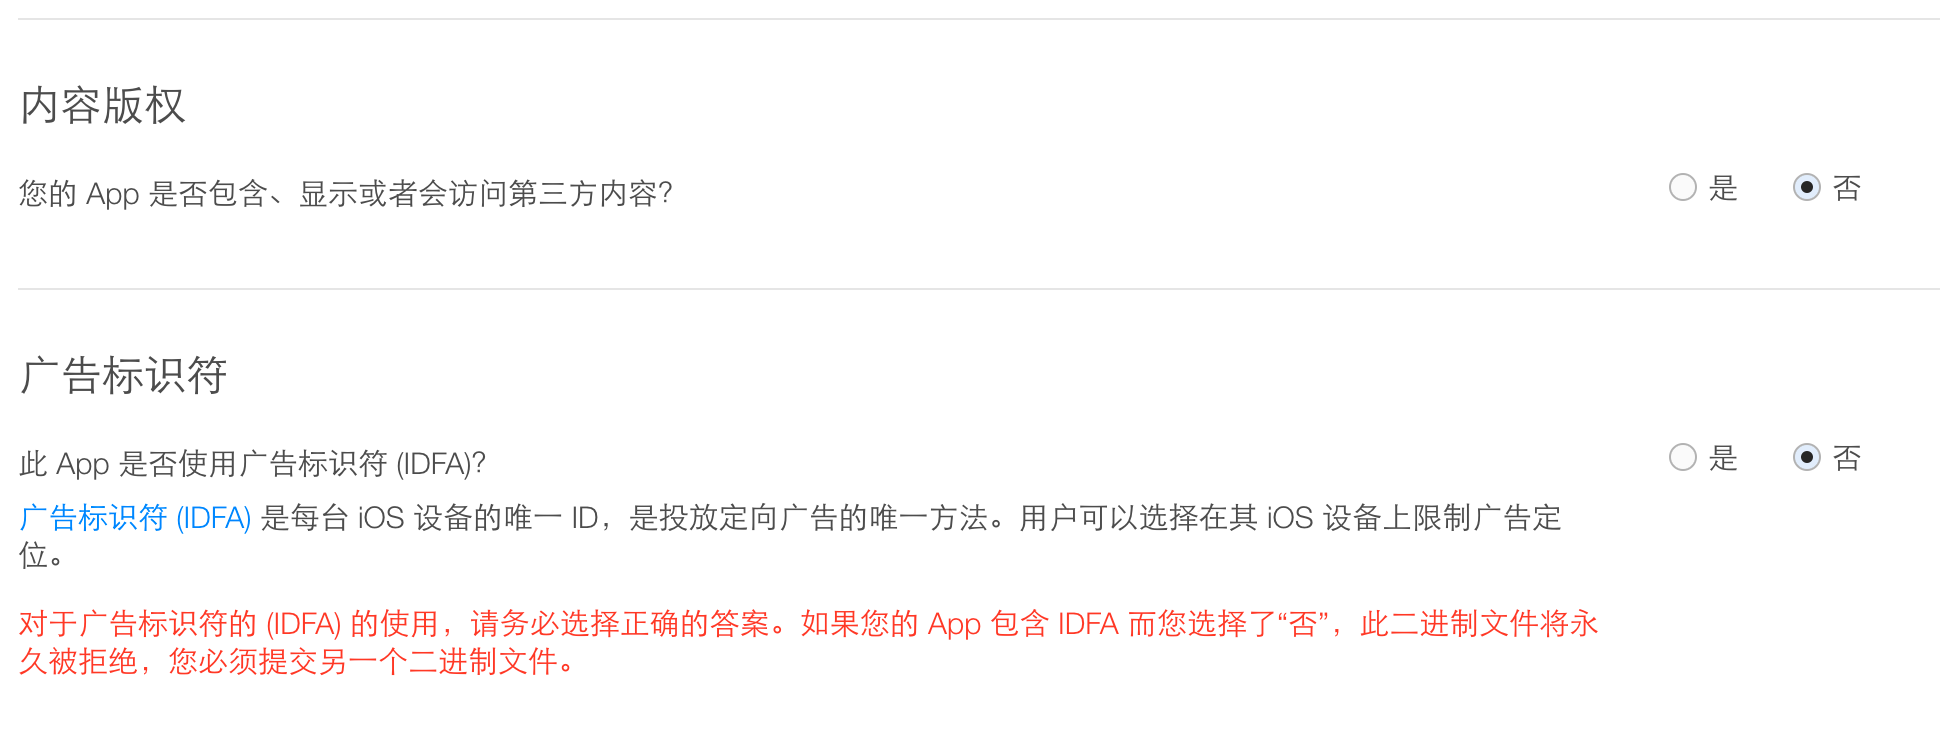 内容版权
您的 App 是否包含、显示或者会访问第三方内容？
是
否
广告标识符
此 App 是否使用广告标识符 (IDFA)？
是
否
广告标识符 (IDFA) 是每台 iOS 设备的唯一 ID，是投放定向广告的唯一方法。用户可以选择在其 iOS 设备上限制广告定
位。
对于广告标识符的 (IDFA) 的使用，请务必选择正确的答案。如果您的 App 包含 IDFA 而您选择了“否”，此二进制文件将永
久被拒绝，您必须提交另一个二进制文件。